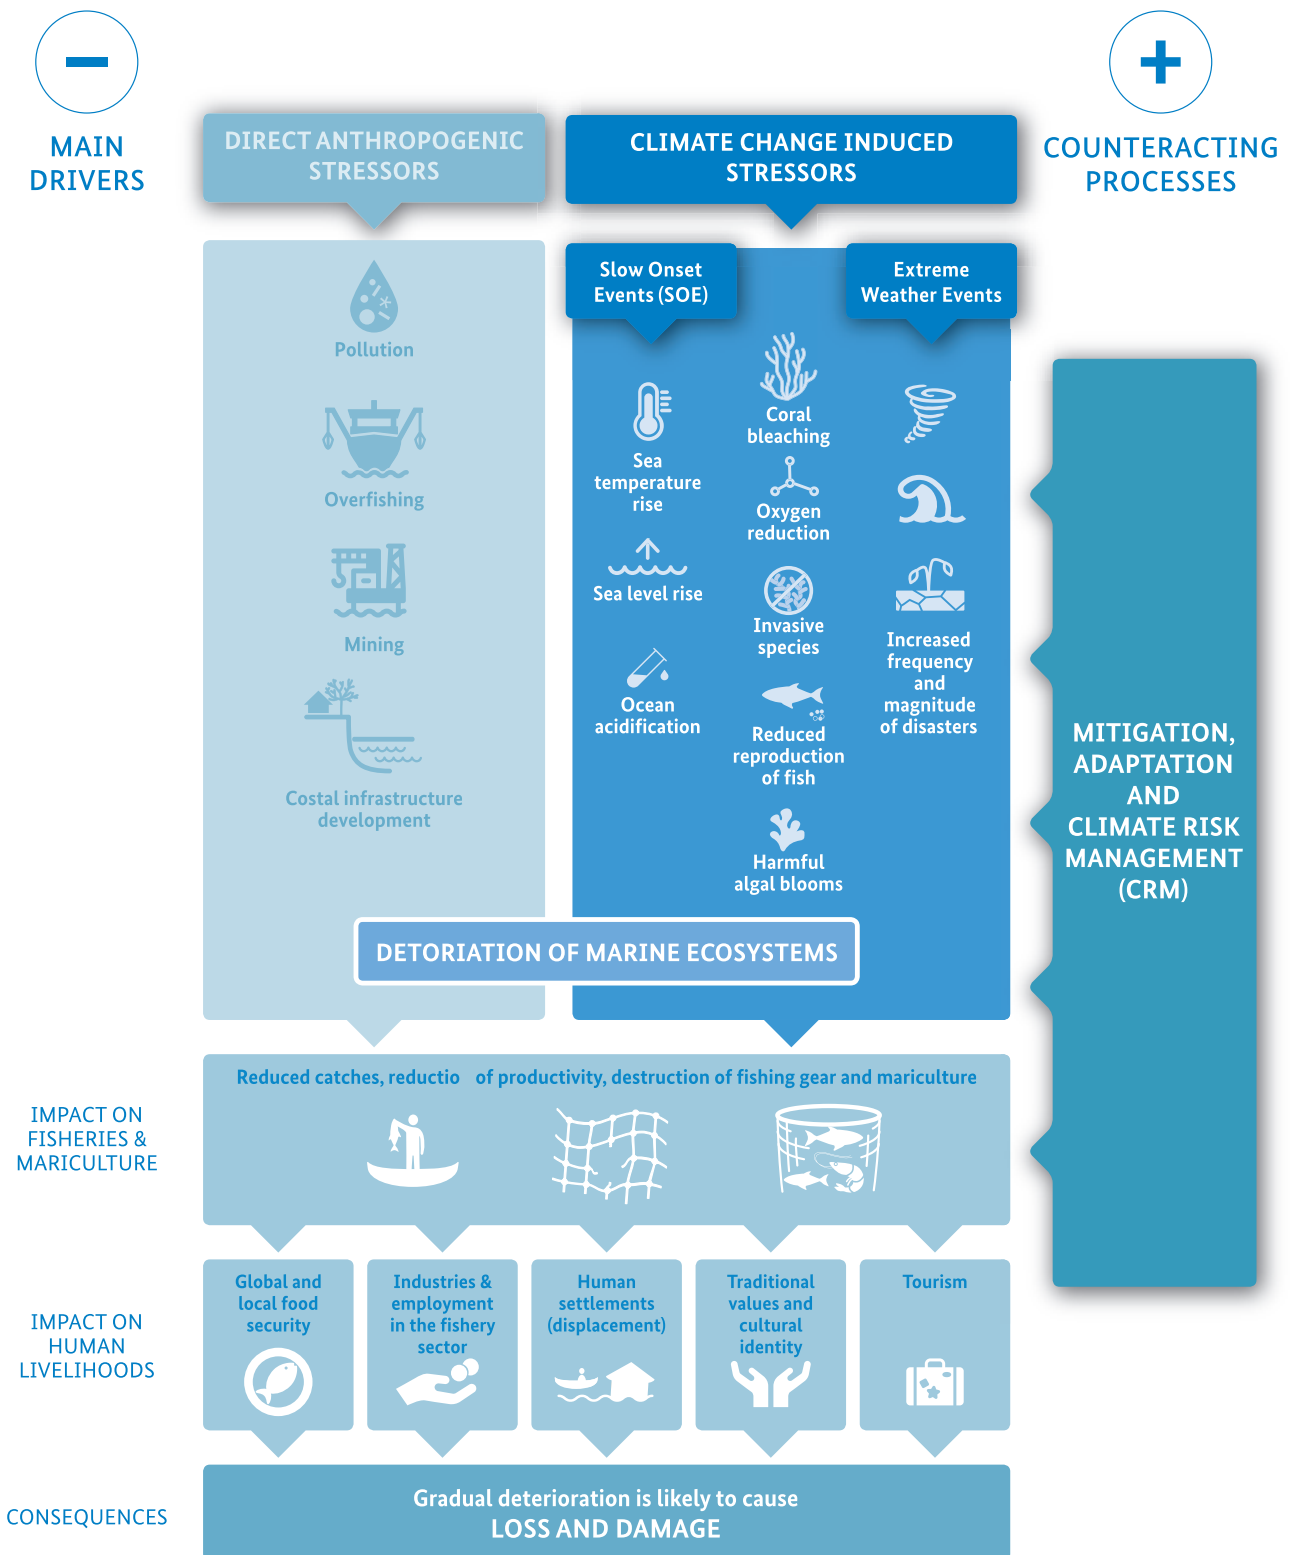 MAIN
DRIVERS
DIRECT ANTHROPOGENIC
STRESSORS
CLIMATE CHANGE INDUCED
STRESSORS
COUNTERACTING
PROCESSES
Pollution
Overfishing
Mining
Costal infrastructure
development
Slow Onset
Events (SOE)
Sea
temperature
rise
Sea level rise
Ocean
acidification
Coral
bleaching
Oxygen
reduction
Invasive
species
Reduced
reproduction
of fish
Harmful
algal blooms
Extreme
Weather Events
Increased
frequency
and
magnitude
of disasters
MITIGATION,
ADAPTATION
AND
CLIMATE RISK
MANAGEMENT
(CRM)
DETORIATION OF MARINE ECOSYSTEMS
IMPACT ON
FISHERIES &
MARICULTURE
Reduced catches, reductio of productivity, destruction of fishing gear and mariculture
IMPACT ON
HUMAN
LIVELIHOODS
Global and
local food
security
Industries &
employment
in the fishery
sector
Human
settlements
(displacement)
Traditional
values and
cultural
identity
Tourism
CONSEQUENCES
Gradual deterioration is likely to cause
LOSS AND DAMAGE